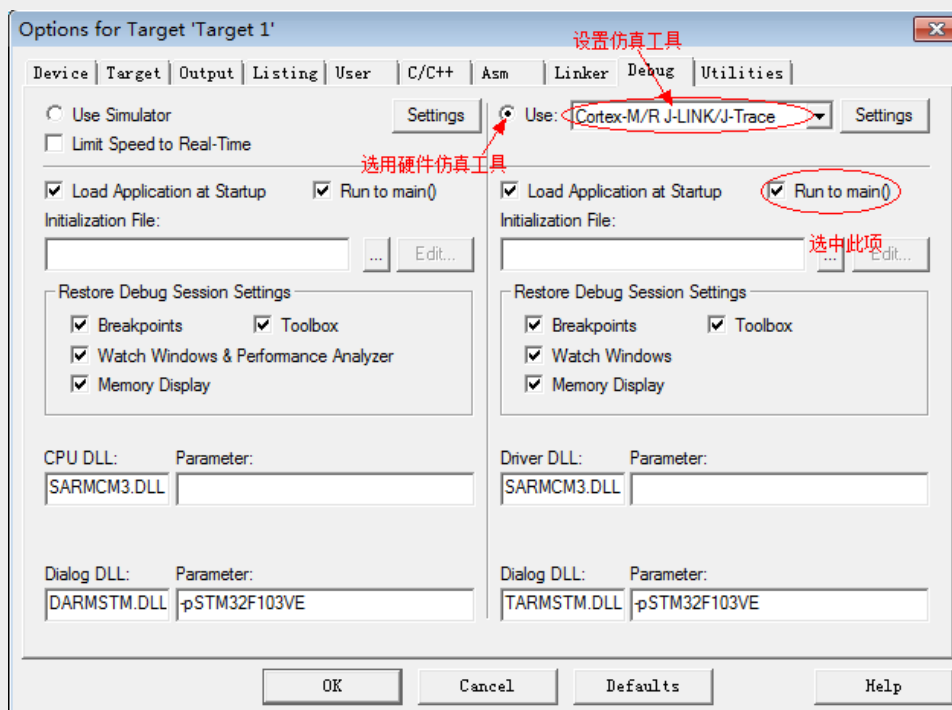 Options for Target 'Target 1'
设置仿真工具
Device Target Output Listing User C/C++ Asm Linker Debug Utilities
Use Simulator Settings Use: Cortex-M/R J-LINK/J-Trace Settings
Limit Speed to Real-Time
选用硬件仿真工具
Load Application at Startup Run to main() Load Application at Startup Run to main()
Initialization File: Initialization File:
选中此项
... Edit... ... Edit...
Restore Debug Session Settings Restore Debug Session Settings
Breakpoints Toolbox Breakpoints Toolbox
Watch Windows & Performance Analyzer Watch Windows
Memory Display Memory Display
CPU DLL: Parameter: Driver DLL: Parameter:
SARMCM3.DLL SARMCM3.DLL
Dialog DLL: Parameter: Dialog DLL: Parameter:
DARMSTM.DLL -pSTM32F103VE TARMSTM.DLL -pSTM32F103VE
OK Cancel Defaults Help